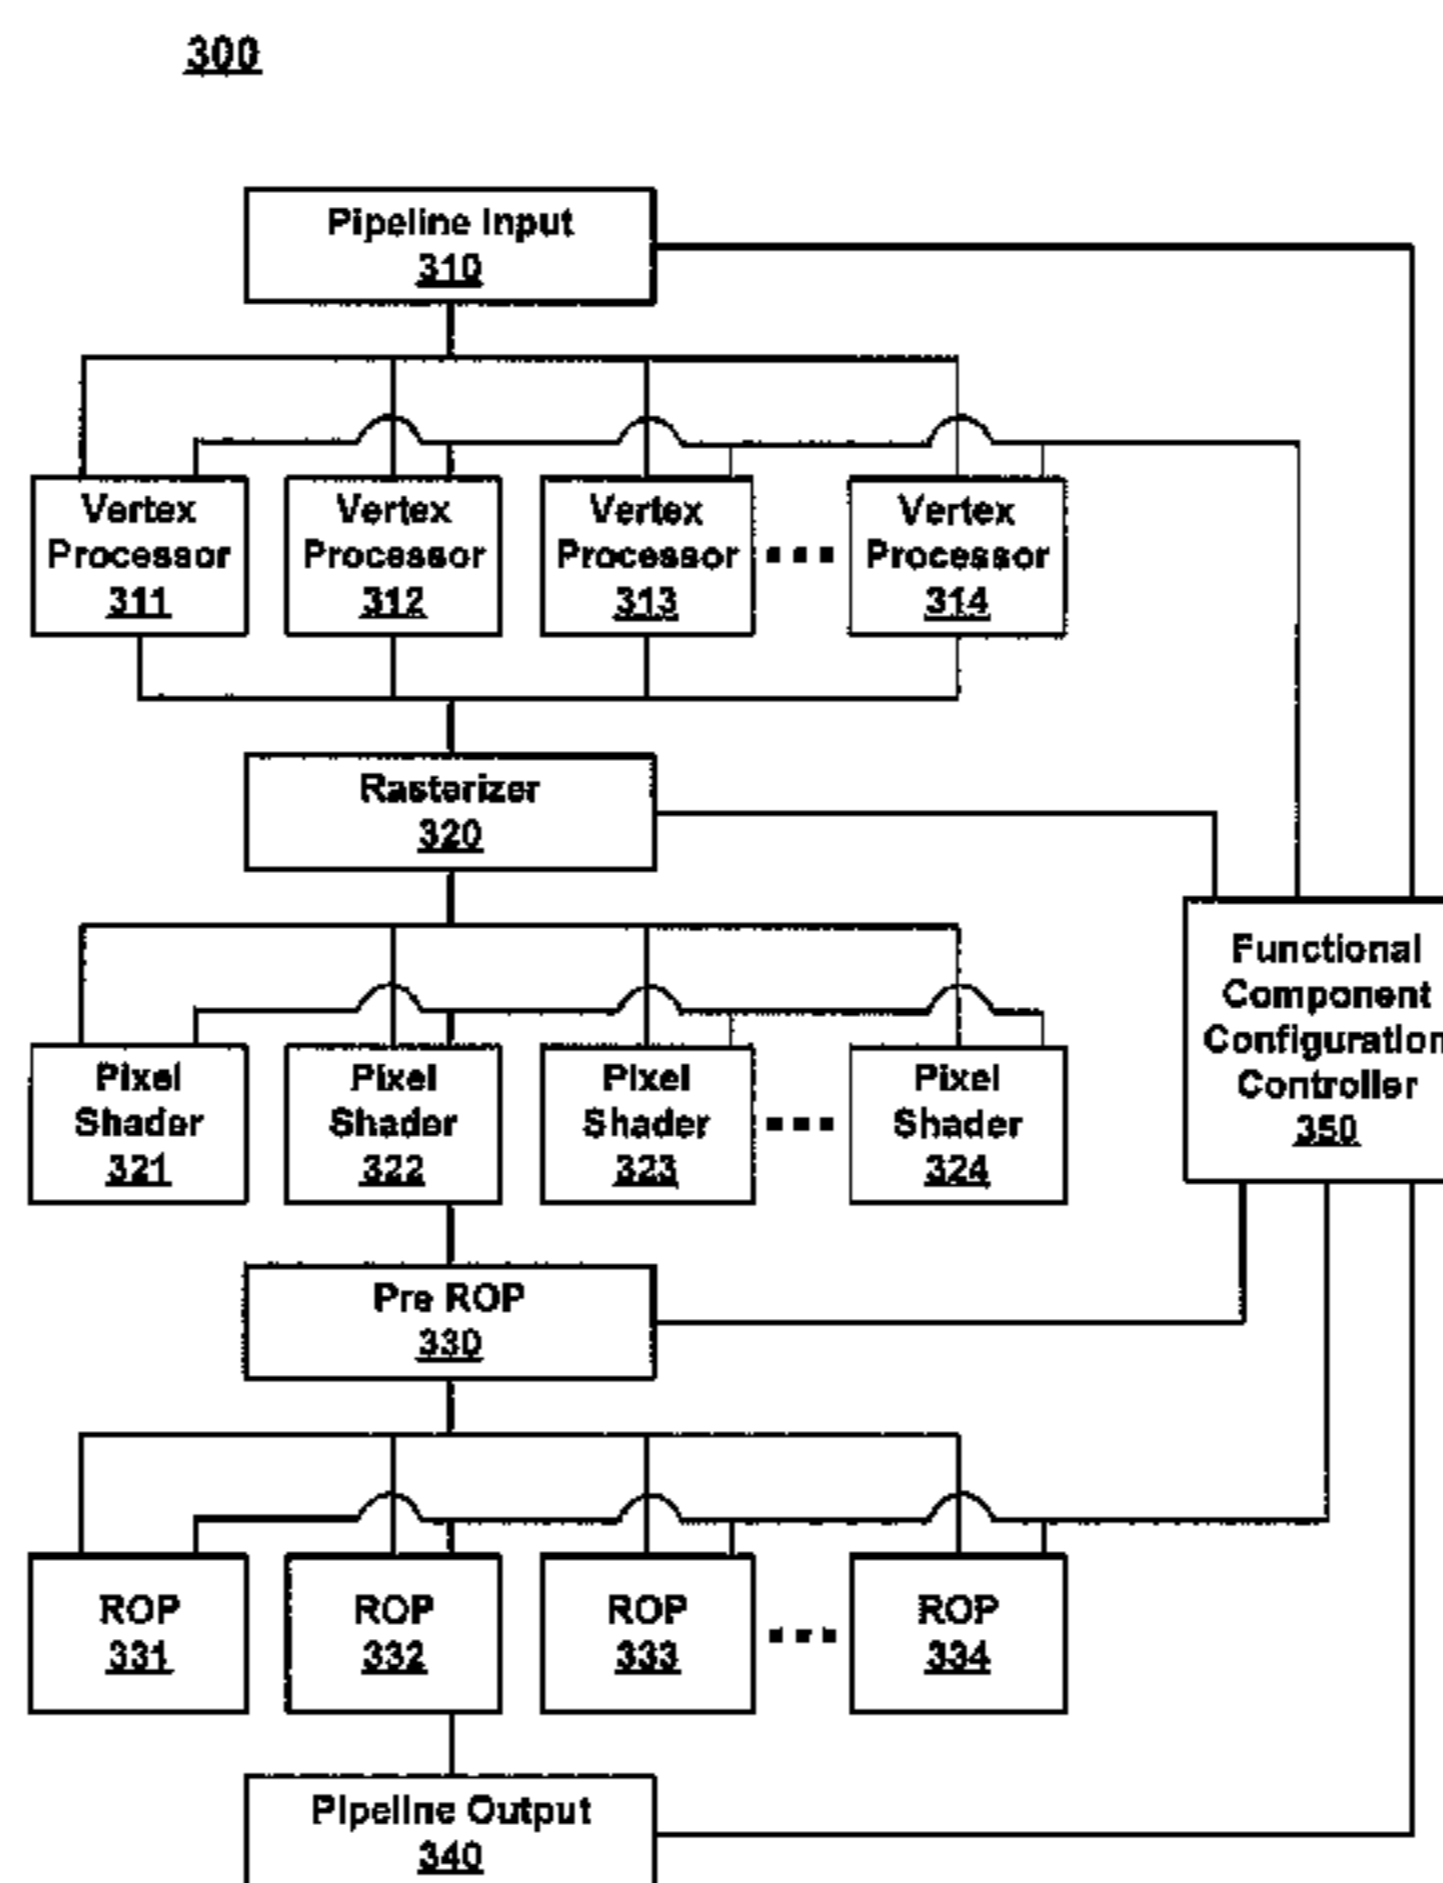 300
Pipeline Input
310
Vertex
Processor
311
Vertex
Processor
312
Vertex
Processor
313
...
Vertex
Processor
314
Rasterizer
320
Functional
Component
Configuration
Controller
350
Pixel
Shader
321
Pixel
Shader
322
Pixel
Shader
323
...
Pixel
Shader
324
Pre ROP
330
ROP
331
ROP
332
ROP
333
...
ROP
334
Pipeline Output
340